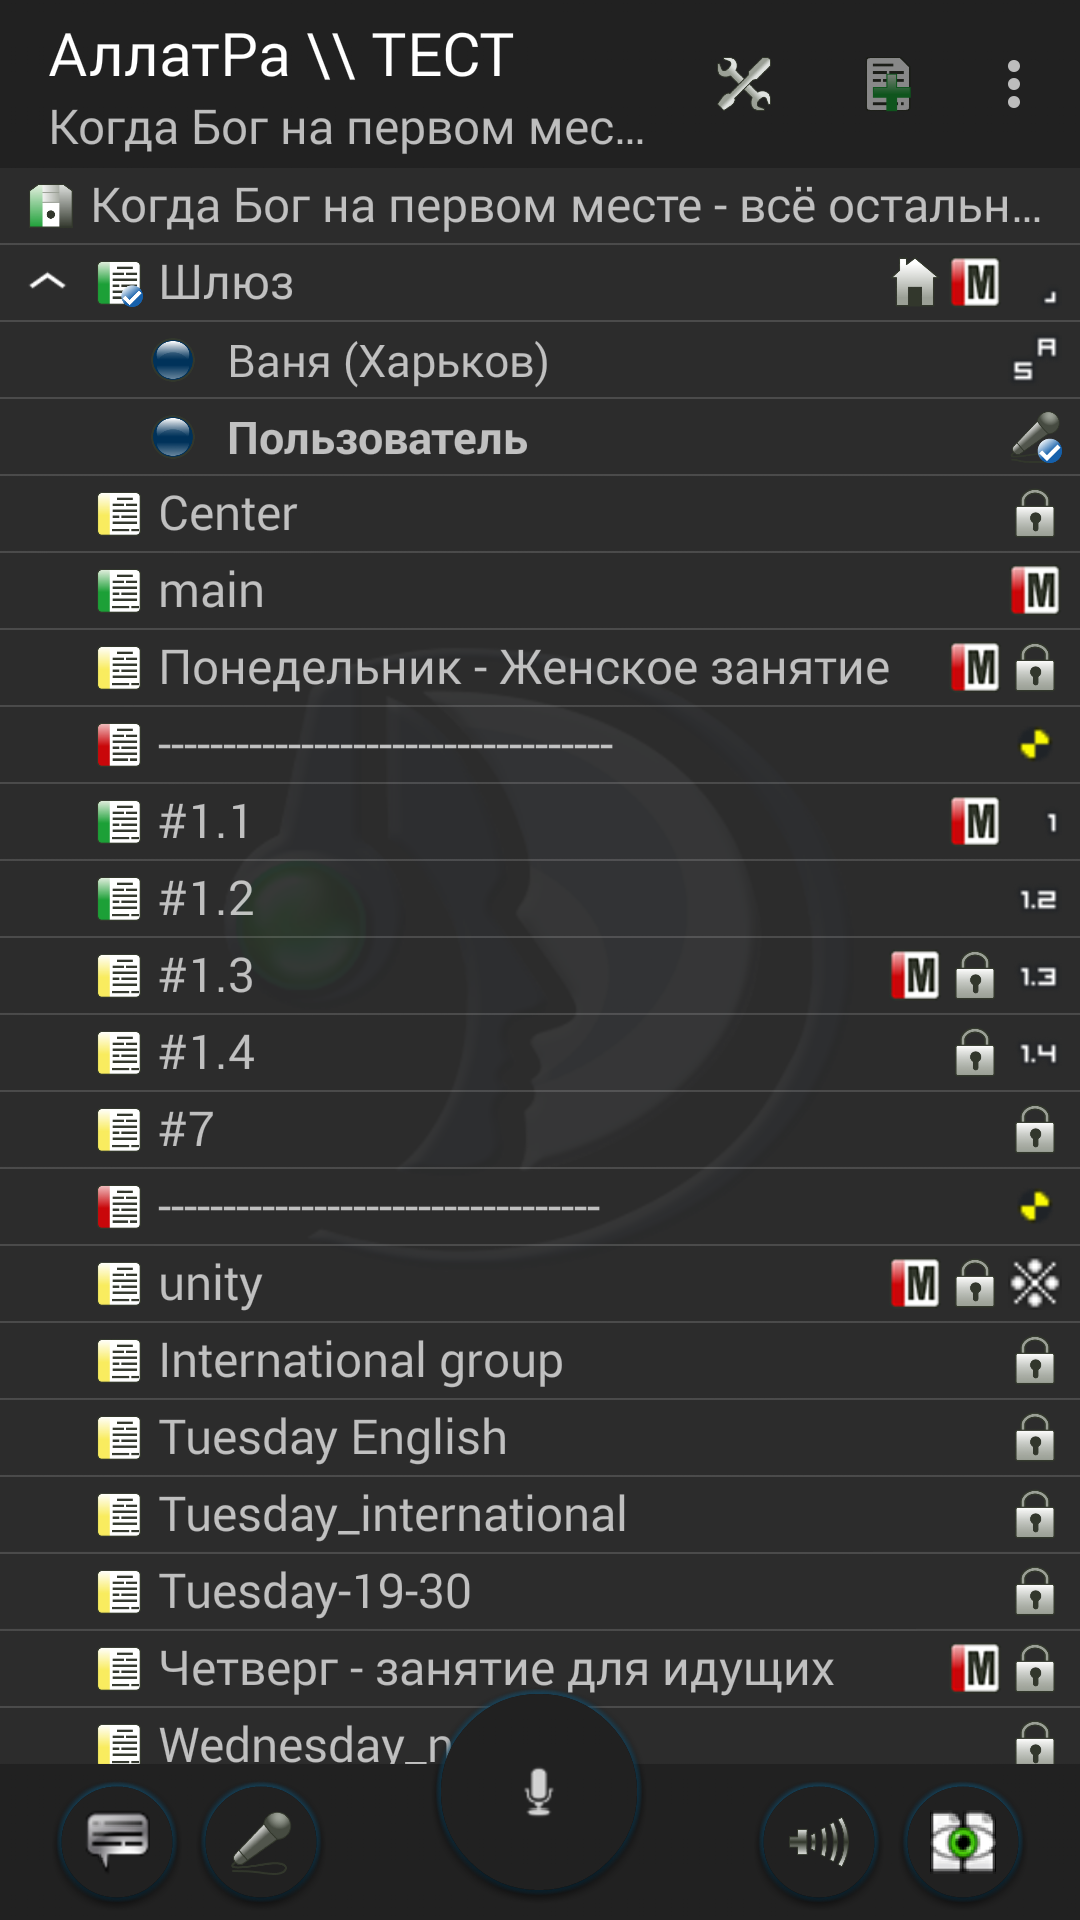 АллатРа \\ ТЕСТ
Когда Бог на первом мес...
Когда Бог на первом месте - всё остальн...
Шлюз
M
Ваня (Харьков)
A
S
Пользователь
Center
main
M
Понедельник - Женское занятие
M
-----------------------------------
#1.1
M
1
#1.2
1.2
#1.3
M
1.3
#1.4
1.4
#7
----------------------------------
unity
M
International group
Tuesday English
Tuesday_international
Tuesday-19-30
Четверг - занятие для идущих
M
Wednesday_n